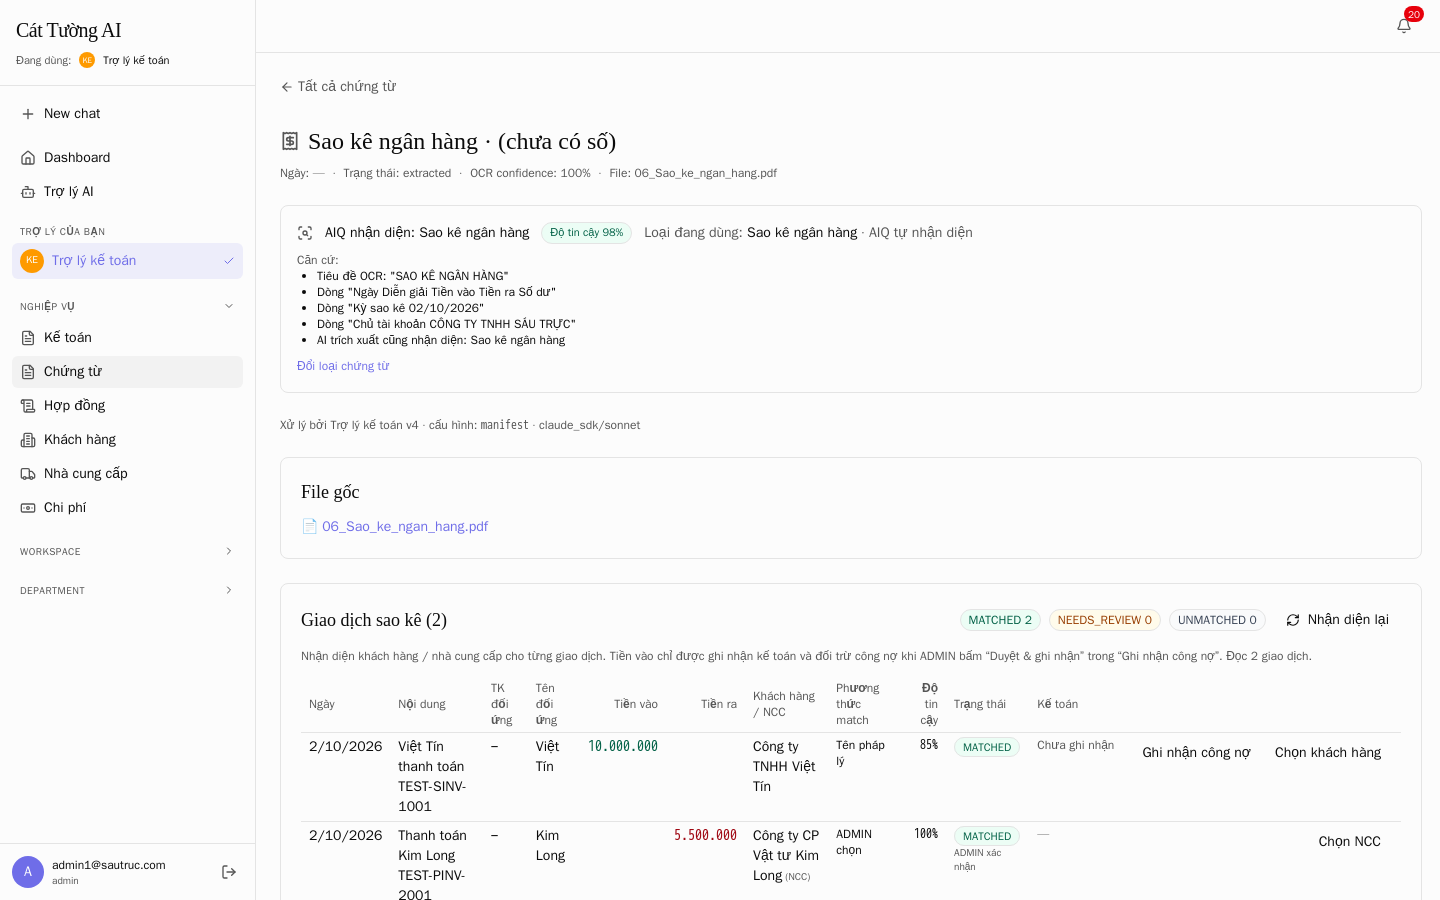 Cát Tường AI
Đang dùng: KE Trợ lý kế toán
New chat
Dashboard
Trợ lý AI
TRỢ LÝ CỦA BẠN
KE Trợ lý kế toán
NGHIỆP VỤ
Kế toán
Chứng từ
Hợp đồng
Khách hàng
Nhà cung cấp
Chi phí
WORKSPACE
DEPARTMENT
A admin1@sautruc.com
admin
20
Tất cả chứng từ
Sao kê ngân hàng · (chưa có số)
Ngày: — · Trạng thái: extracted · OCR confidence: 100% · File: 06_Sao_ke_ngan_hang.pdf
AIQ nhận diện: Sao kê ngân hàng Độ tin cậy 98% Loại đang dùng: Sao kê ngân hàng · AIQ tự nhận diện
Căn cứ:
• Tiêu đề OCR: "SAO KÊ NGÂN HÀNG"
• Dòng "Ngày Diễn giải Tiền vào Tiền ra Số dư"
• Dòng "Kỳ sao kê 02/10/2026"
• Dòng "Chủ tài khoản CÔNG TY TNHH SÁU TRỰC"
• AI trích xuất cũng nhận diện: Sao kê ngân hàng
Đổi loại chứng từ
Xử lý bởi Trợ lý kế toán v4 · cấu hình: manifest · claude_sdk/sonnet
File gốc
06_Sao_ke_ngan_hang.pdf
Giao dịch sao kê (2) MATCHED 2 NEEDS_REVIEW 0 UNMATCHED 0 Nhận diện lại
Nhận diện khách hàng / nhà cung cấp cho từng giao dịch. Tiền vào chỉ được ghi nhận kế toán và đối trừ công nợ khi ADMIN bấm “Duyệt & ghi nhận” trong “Ghi nhận công nợ”. Đọc 2 giao dịch.
Ngày
Nội dung
TK
đối
ứng
Tên
đối
ứng
Tiền vào
Tiền ra
Khách hàng
/ NCC
Phương
thức
match
Độ
tin
cậy
Trạng thái
Kế toán
2/10/2026
Việt Tín
thanh toán
TEST-SINV-
1001
–
Việt
Tín
10.000.000
Công ty
TNHH Việt
Tín
Tên pháp
lý
85%
MATCHED
Chưa ghi nhận
Ghi nhận công nợ
Chọn khách hàng
2/10/2026
Thanh toán
Kim Long
TEST-PINV-
2001
–
Kim
Long
5.500.000
Công ty CP
Vật tư Kim
Long (NCC)
ADMIN
chọn
100%
MATCHED
ADMIN xác
nhận
—
Chọn NCC